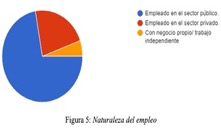 Empleado en el sector público.
Empleado en el sector privado
Con negocio propio/ trabajo
independiente
Figura 5: Naturaleza del empleo